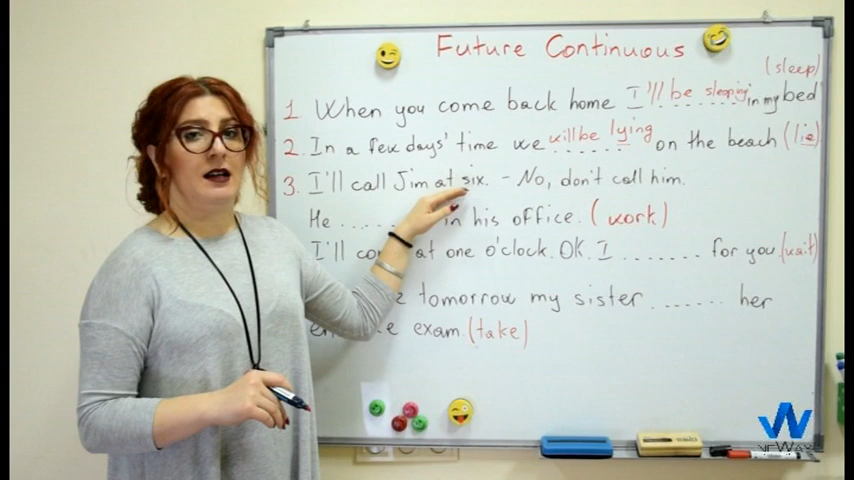 Future Continuous
(sleep)
1. When you come back home I'll be sleeping in my bed
2. In a few days' time we will be lying on the beach (lie)
3. I'll call Jim at six. - No, don't call him.
He ........ in his office. (work)
I'll at one o'clock. OK. I ........ for you. (wait)
tomorrow my sister ....... her
exam. (take)
NEWAYS